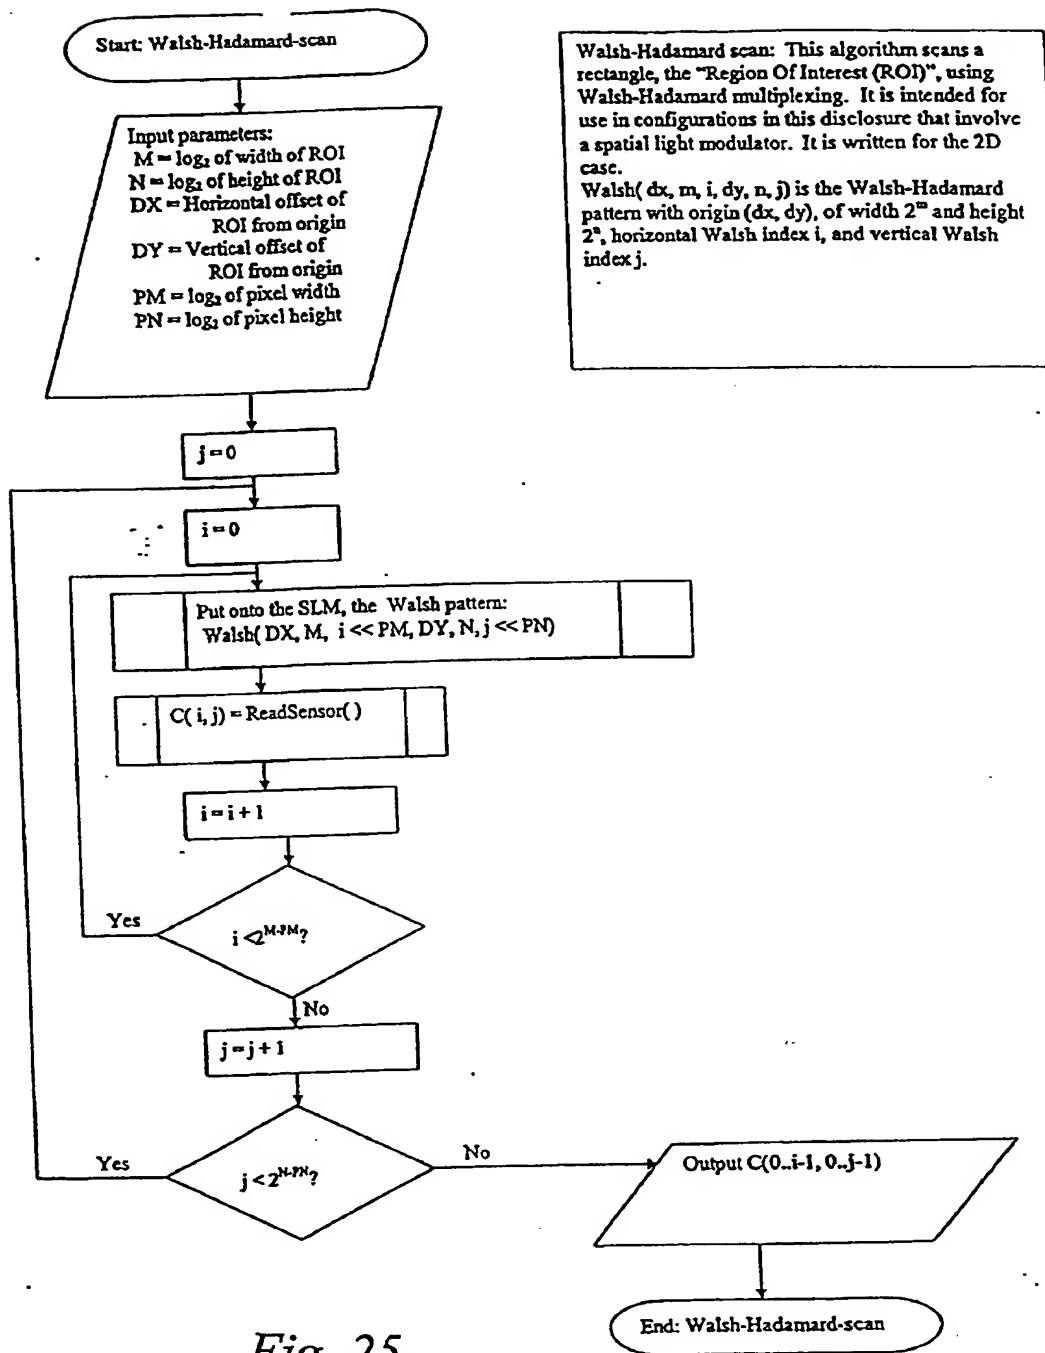 Start: Walsh-Hadamard-scan
Walsh-Hadamard scan: This algorithm scans a
rectangle, the "Region Of Interest (ROI)", using
Walsh-Hadamard multiplexing. It is intended for
use in configurations in this disclosure that involve
a spatial light modulator. It is written for the 2D
case.
Walsh( dx, m, i, dy, n, j) is the Walsh-Hadamard
pattern with origin (dx, dy), of width 2ᵐ and height
2ⁿ, horizontal Walsh index i, and vertical Walsh
index j.
Input parameters:
M = log₂ of width of ROI
N = log₂ of height of ROI
DX = Horizontal offset of
ROI from origin
DY = Vertical offset of
ROI from origin
PM = log₂ of pixel width
PN = log₂ of pixel height
j = 0
i = 0
Put onto the SLM, the Walsh pattern:
Walsh( DX, M, i << PM, DY, N, j << PN)
C( i, j) = ReadSensor( )
i = i + 1
Yes
i < 2^(M-PM)?
No
j = j + 1
Yes
j < 2^(N-PN)?
No
Output C(0..i-1, 0..j-1)
End: Walsh-Hadamard-scan
Fig. 25